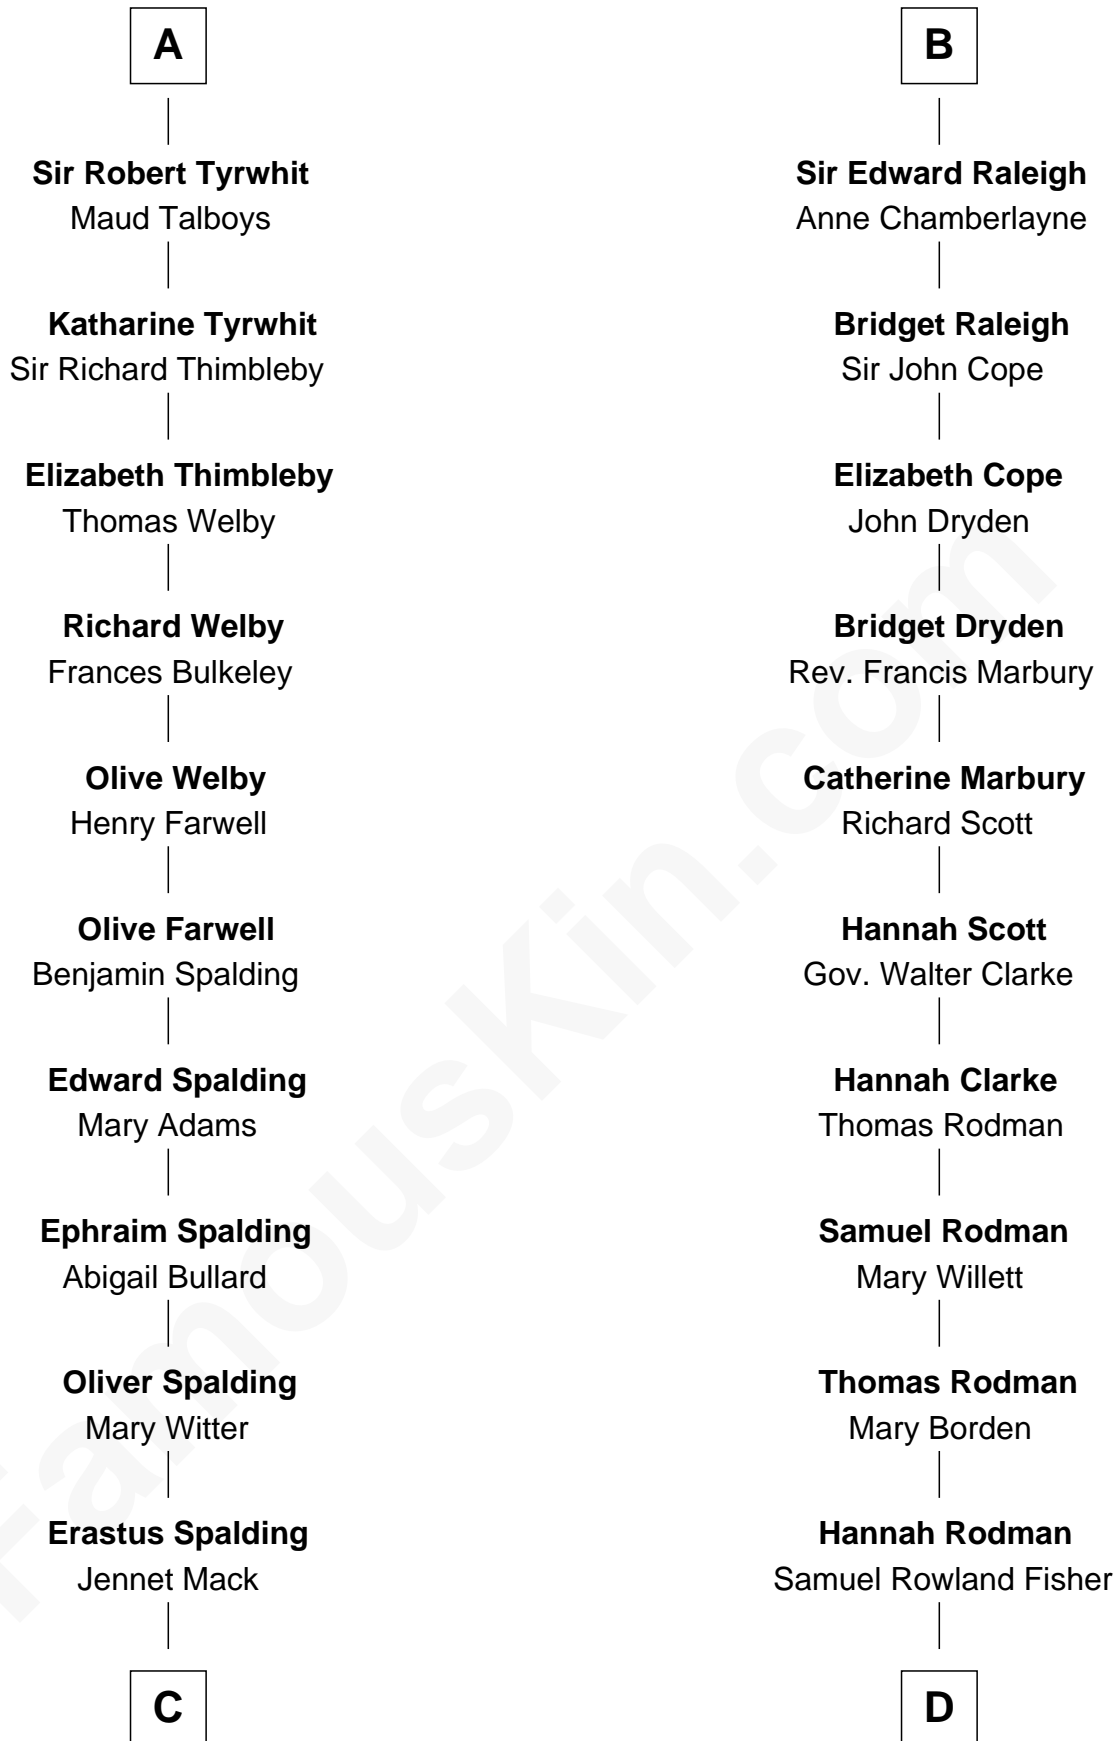 A
Sir Robert Tyrwhit
Maud Talboys
Katharine Tyrwhit
Sir Richard Thimbleby
Elizabeth Thimbleby
Thomas Welby
Richard Welby
Frances Bulkeley
Olive Welby
Henry Farwell
Olive Farwell
Benjamin Spalding
Edward Spalding
Mary Adams
Ephraim Spalding
Abigail Bullard
Oliver Spalding
Mary Witter
Erastus Spalding
Jennet Mack
C
B
Sir Edward Raleigh
Anne Chamberlayne
Bridget Raleigh
Sir John Cope
Elizabeth Cope
John Dryden
Bridget Dryden
Rev. Francis Marbury
Catherine Marbury
Richard Scott
Hannah Scott
Gov. Walter Clarke
Hannah Clarke
Thomas Rodman
Samuel Rodman
Mary Willett
Thomas Rodman
Mary Borden
Hannah Rodman
Samuel Rowland Fisher
D
FamousKin.com